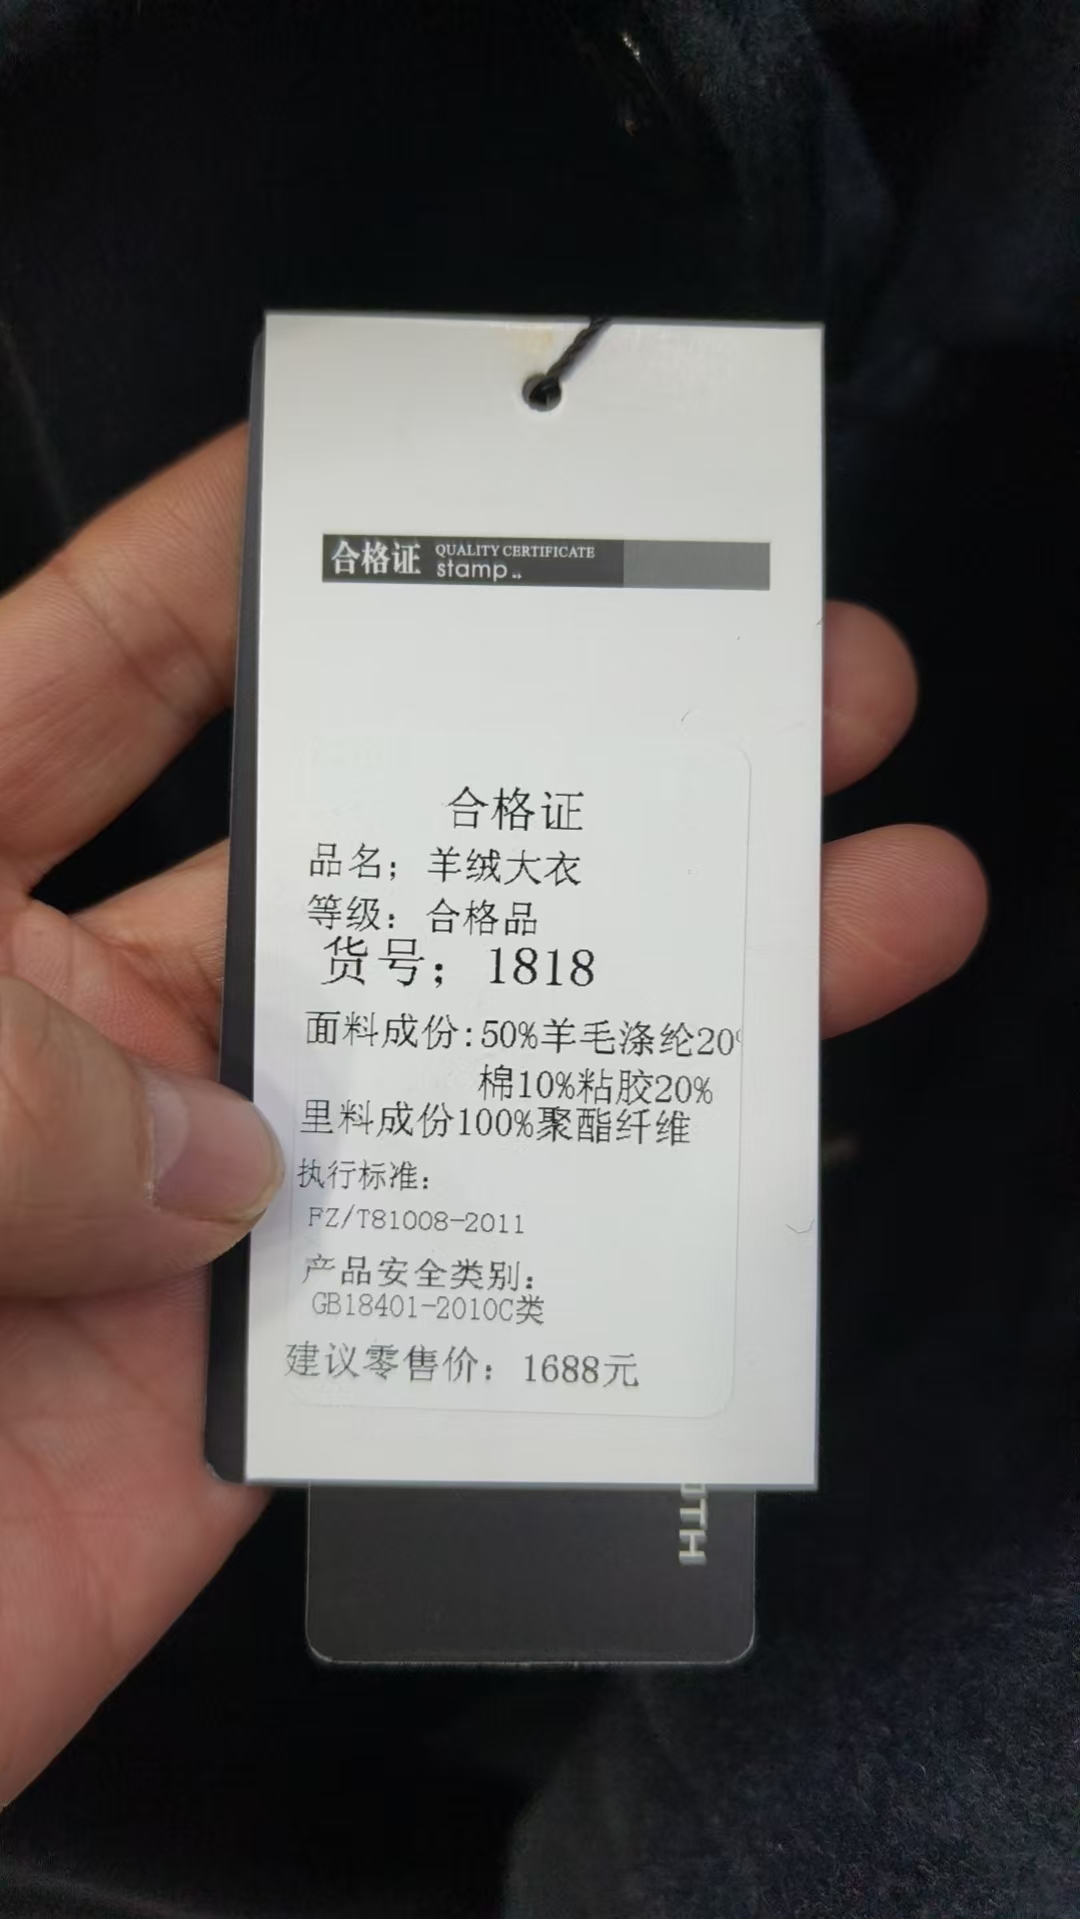 合格证 QUALITY CERTIFICATE
stamp..
合格证
品名; 羊绒大衣
等级: 合格品
货号; 1818
面料成份:50%羊毛涤纶20%
棉10%粘胶20%
里料成份100%聚酯纤维
执行标准:
FZ/T81008-2011
产品安全类别:
GB18401-2010C类
建议零售价: 1688元